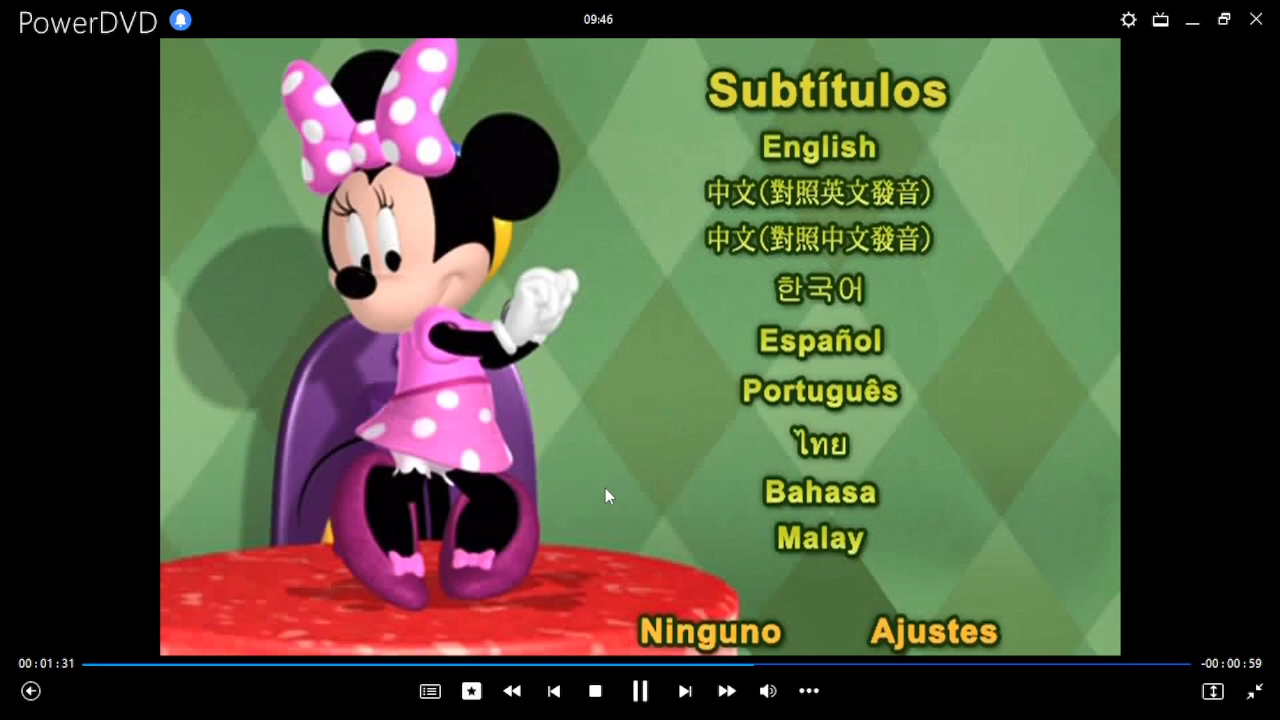 PowerDVD
09:46
Subtítulos
English
中文(對照英文發音)
中文(對照中文發音)
한국어
Español
Português
ไทย
Bahasa
Malay
Ninguno Ajustes
00:01:31 -00:00:59